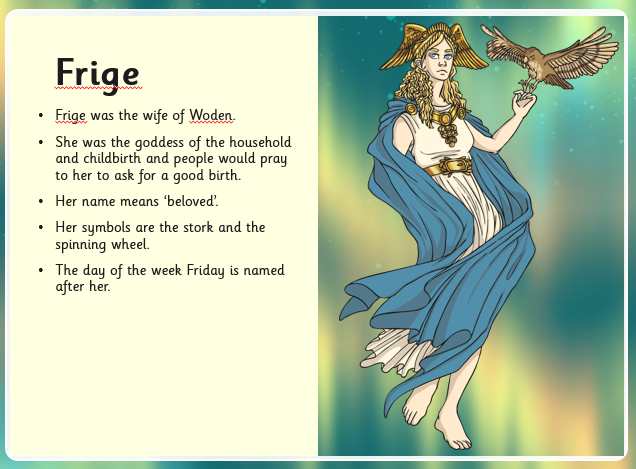 Frige
• Frige was the wife of Woden.
• She was the goddess of the household
and childbirth and people would pray
to her to ask for a good birth.
• Her name means ‘beloved’.
• Her symbols are the stork and the
spinning wheel.
• The day of the week Friday is named
after her.